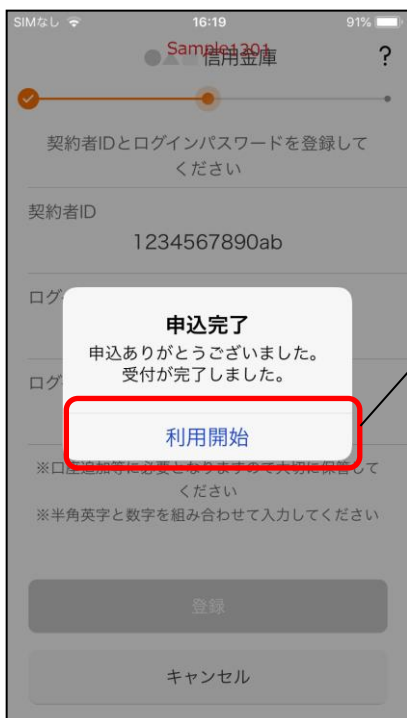 SIMなし 16:19 91%
Sample1301
●▲■信用金庫 ?
契約者IDとログインパスワードを登録して
ください
契約者ID
1234567890ab
ログ
申込完了
申込ありがとうございました。
受付が完了しました。
ログ
利用開始
※口座追加等に必要となりますので大切に保管して
ください
※半角英字と数字を組み合わせて入力してください
登録
キャンセル